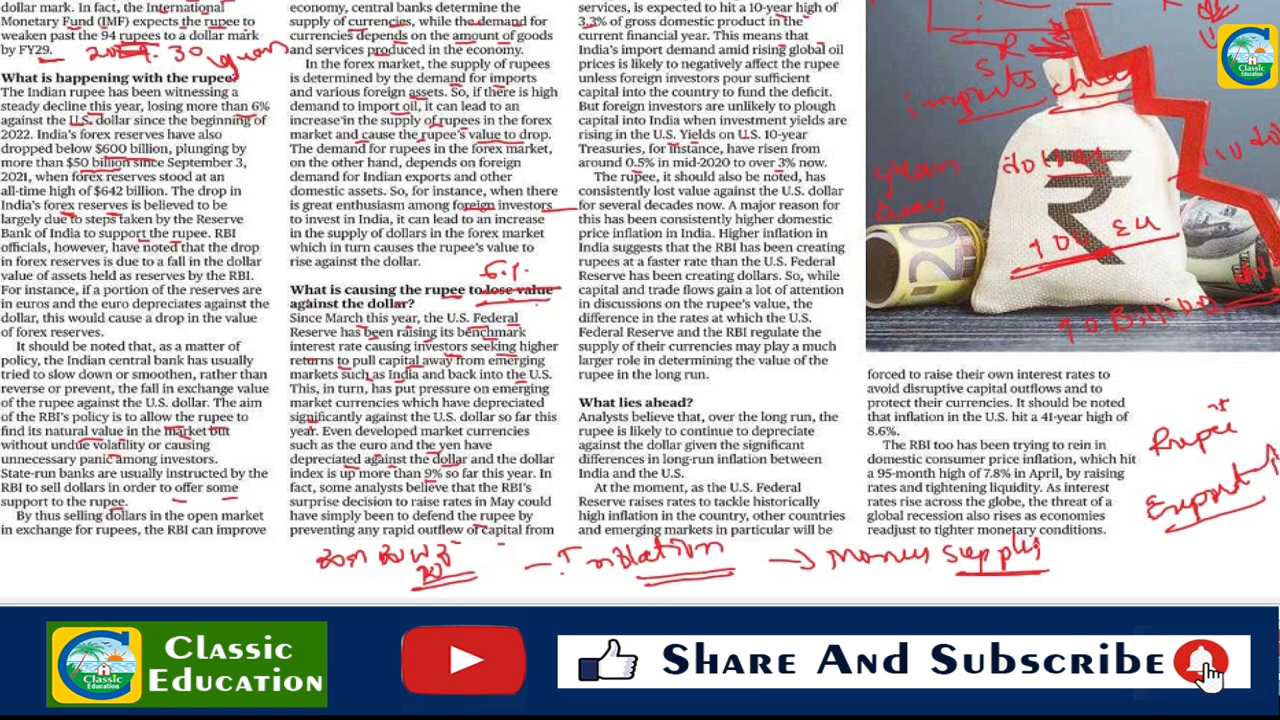 dollar mark. In fact, the International
Monetary Fund (IMF) expects the rupee to
weaken past the 94 rupees to a dollar mark
by FY29.
What is happening with the rupee?
The Indian rupee has been witnessing a
steady decline this year, losing more than 6%
against the U.S. dollar since the beginning of
2022. India's forex reserves have also
dropped below $600 billion, plunging by
more than $50 billion since September 3,
2021, when forex reserves stood at an
all-time high of $642 billion. The drop in
India's forex reserves is believed to be
largely due to steps taken by the Reserve
Bank of India to support the rupee. RBI
officials, however, have noted that the drop
in forex reserves is due to a fall in the dollar
value of assets held as reserves by the RBI.
For instance, if a portion of the reserves are
in euros and the euro depreciates against the
dollar, this would cause a drop in the value
of forex reserves.
It should be noted that, as a matter of
policy, the Indian central bank has usually
tried to slow down or smoothen, rather than
reverse or prevent, the fall in exchange value
of the rupee against the U.S. dollar. The aim
of the RBI's policy is to allow the rupee to
find its natural value in the market but
without undue volatility or causing
unnecessary panic among investors.
State-run banks are usually instructed by the
RBI to sell dollars in order to offer some
support to the rupee.
By thus selling dollars in the open market
in exchange for rupees, the RBI can improve
economy, central banks determine the
supply of currencies, while the demand for
currencies depends on the amount of goods
and services produced in the economy.
In the forex market, the supply of rupees
is determined by the demand for imports
and various foreign assets. So, if there is high
demand to import oil, it can lead to an
increase in the supply of rupees in the forex
market and cause the rupee's value to drop.
The demand for rupees in the forex market,
on the other hand, depends on foreign
demand for Indian exports and other
domestic assets. So, for instance, when there
is great enthusiasm among foreign investors
to invest in India, it can lead to an increase
in the supply of dollars in the forex market
which in turn causes the rupee's value to
rise against the dollar.
6%
What is causing the rupee to lose value
against the dollar?
Since March this year, the U.S. Federal
Reserve has been raising its benchmark
interest rate causing investors seeking higher
returns to pull capital away from emerging
markets such as India and back into the U.S.
This, in turn, has put pressure on emerging
market currencies which have depreciated
significantly against the U.S. dollar so far this
year. Even developed market currencies
such as the euro and the yen have
depreciated against the dollar and the dollar
index is up more than 9% so far this year. In
fact, some analysts believe that the RBI's
surprise decision to raise rates in May could
have simply been to defend the rupee by
preventing any rapid outflow of capital from
services, is expected to hit a 10-year high of
3.3% of gross domestic product in the
current financial year. This means that
India's import demand amid rising global oil
prices is likely to negatively affect the rupee
unless foreign investors pour sufficient
capital into the country to fund the deficit.
But foreign investors are unlikely to plough
capital into India when investment yields are
rising in the U.S. Yields on U.S. 10-year
Treasuries, for instance, have risen from
around 0.5% in mid-2020 to over 3% now.
The rupee, it should also be noted, has
consistently lost value against the U.S. dollar
for several decades now. A major reason for
this has been consistently higher domestic
price inflation in India. Higher inflation in
India suggests that the RBI has been creating
rupees at a faster rate than the U.S. Federal
Reserve has been creating dollars. So, while
capital and trade flows gain a lot of attention
in discussions on the rupee's value, the
difference in the rates at which the U.S.
Federal Reserve and the RBI regulate the
supply of their currencies may play a much
larger role in determining the value of the
rupee in the long run.
What lies ahead?
Analysts believe that, over the long run, the
rupee is likely to continue to depreciate
against the dollar given the significant
differences in long-run inflation between
India and the U.S.
At the moment, as the U.S. Federal
Reserve raises rates to tackle historically
high inflation in the country, other countries
and emerging markets in particular will be
imports
dollar
₹
20
forced to raise their own interest rates to
avoid disruptive capital outflows and to
protect their currencies. It should be noted
that inflation in the U.S. hit a 41-year high of
8.6%.
The RBI too has been trying to rein in
domestic consumer price inflation, which hit
a 95-month high of 7.8% in April, by raising
rates and tightening liquidity. As interest
rates rise across the globe, the threat of a
global recession also rises as economies
readjust to tighter monetary conditions.
Rupee
Export
Inflation
Money supply
Classic
Education
Classic
Education
Classic
Education
Share And Subscribe